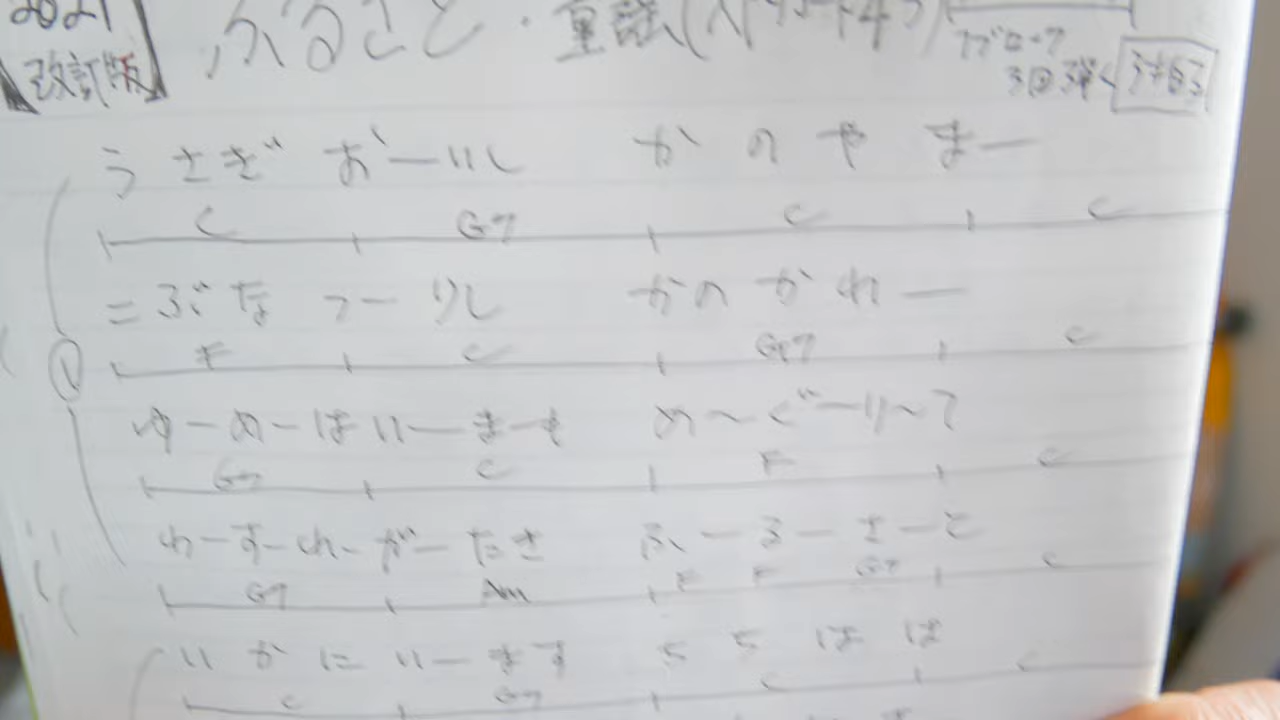 2021
改訂版
ふるさと・重
3回弾く
うさぎ おーいし かのやまー
C G7 C C
こぶな つーりし かのかわー
F C G7 C
①
ゆーめーはいーまーも め〜ぐーり〜て
G7 C F C
わーすーれーがーたき ふーるーさーと
G7 Am F F G7 C
いかにいーます ちちはは
C G7 C C